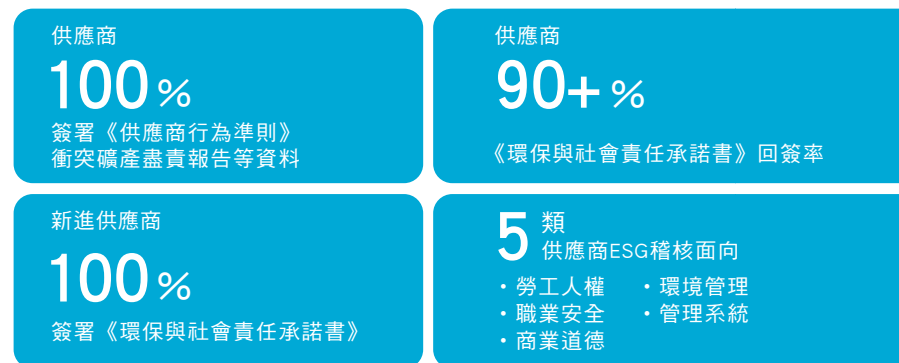 供應商
100%
簽署《供應商行為準則》
衝突礦產盡責報告等資料
供應商
90+%
《環保與社會責任承諾書》回簽率
新進供應商
100%
簽署《環保與社會責任承諾書》
5 類
供應商ESG稽核面向
・勞工人權 ・環境管理
・職業安全 ・管理系統
・商業道德